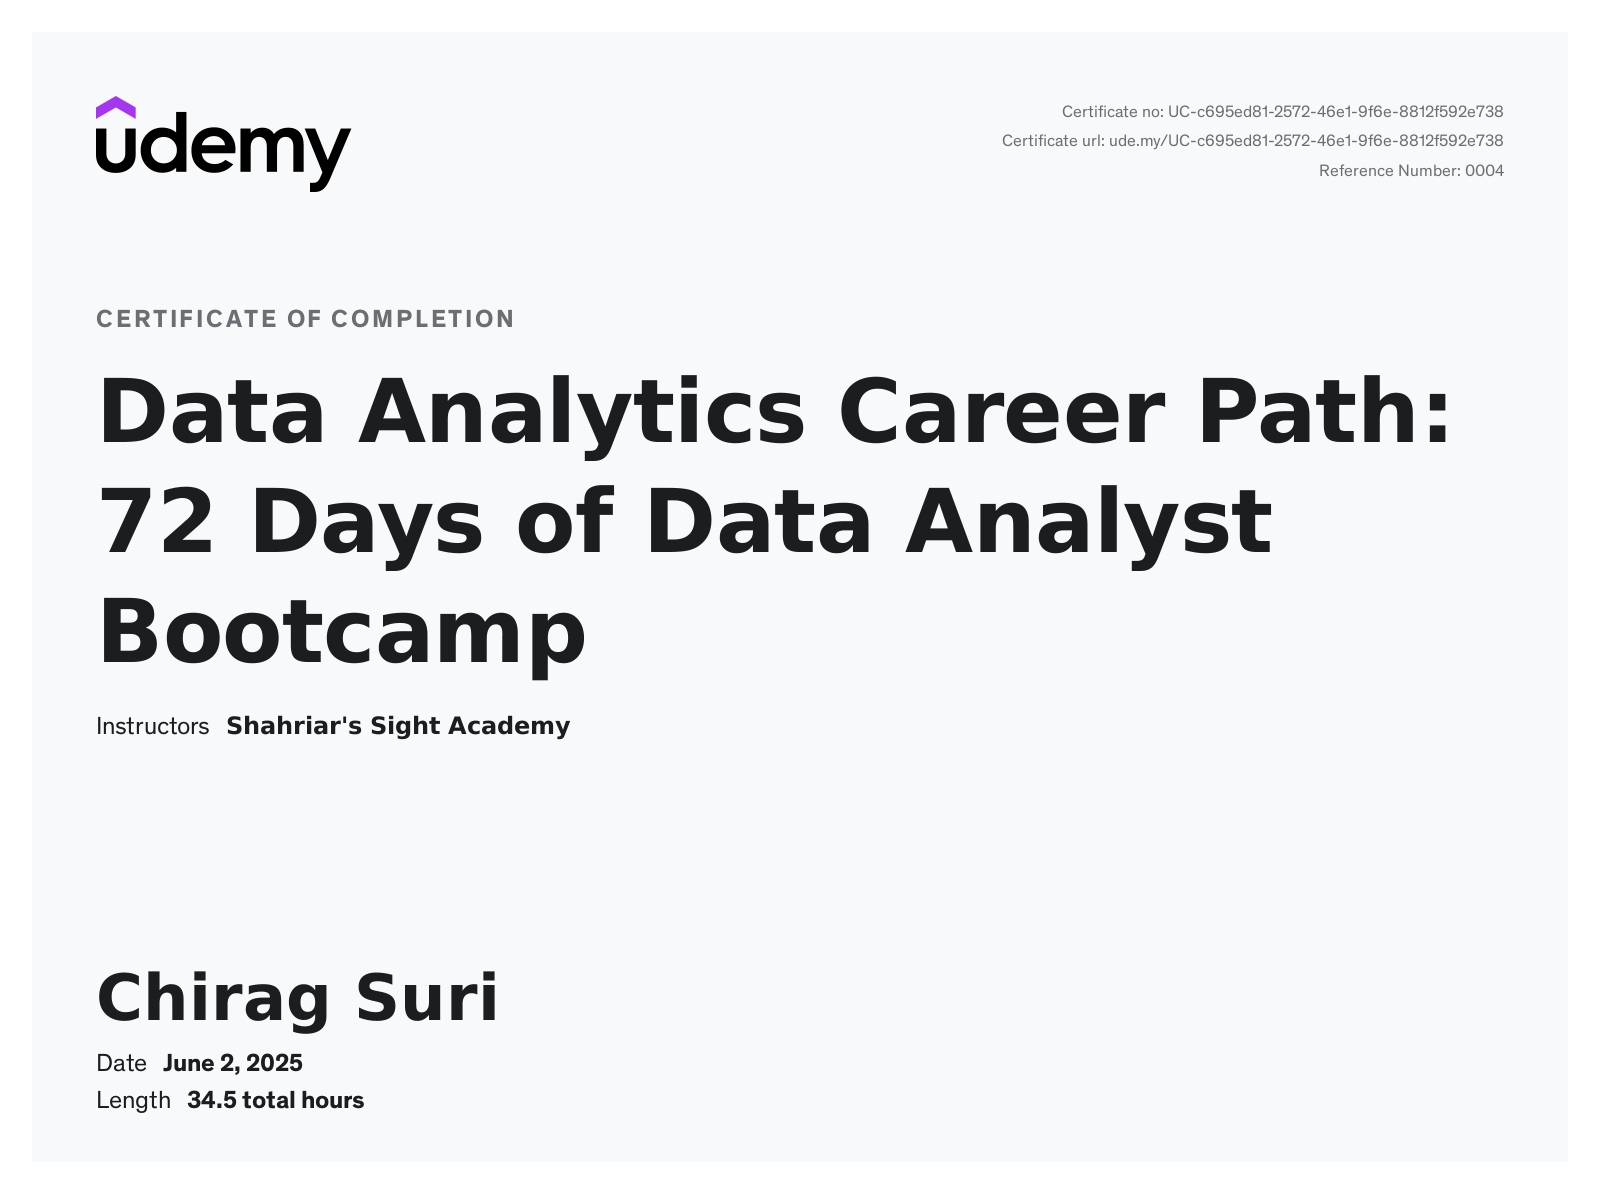 udemy
Certificate no: UC-c695ed81-2572-46e1-9f6e-8812f592e738
Certificate url: ude.my/UC-c695ed81-2572-46e1-9f6e-8812f592e738
Reference Number: 0004
CERTIFICATE OF COMPLETION
Data Analytics Career Path:
72 Days of Data Analyst
Bootcamp
Instructors Shahriar's Sight Academy
Chirag Suri
Date June 2, 2025
Length 34.5 total hours